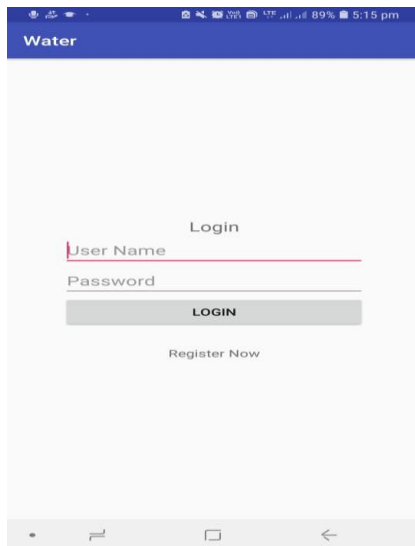 89% 5:15 pm
Water
Login
User Name
Password
LOGIN
Register Now